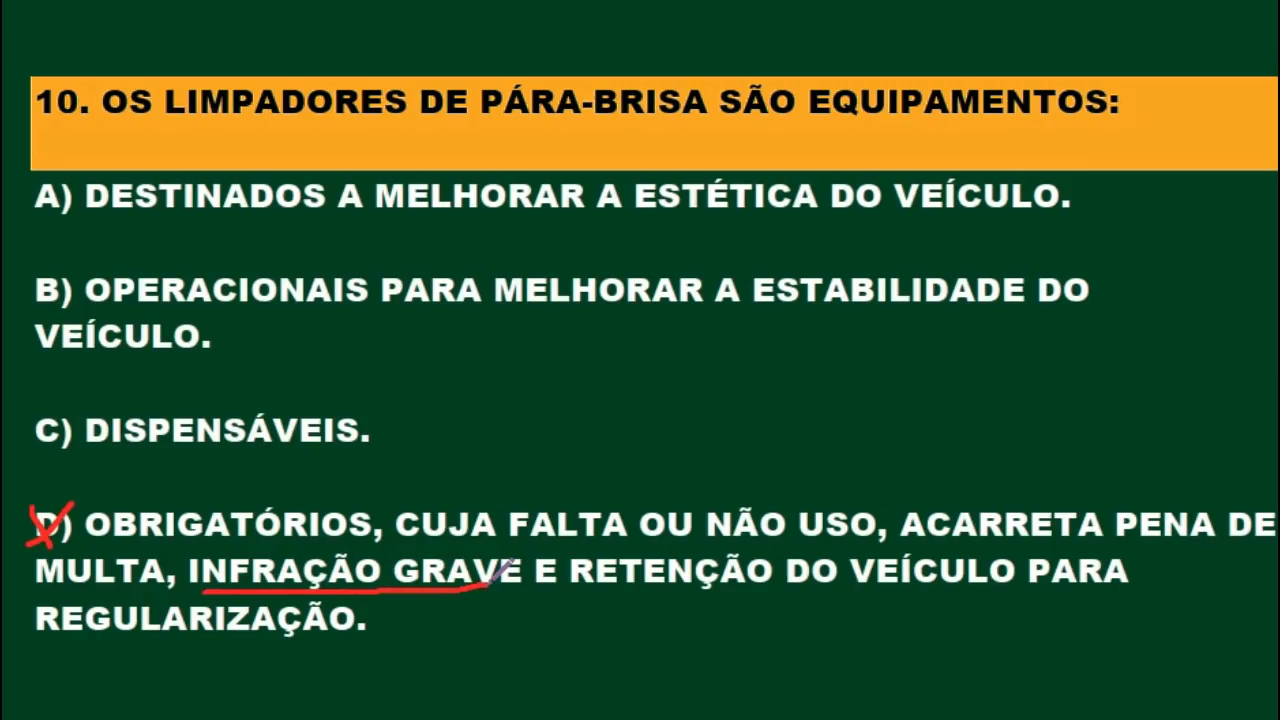 10. OS LIMPADORES DE PÁRA-BRISA SÃO EQUIPAMENTOS:
A) DESTINADOS A MELHORAR A ESTÉTICA DO VEÍCULO.
B) OPERACIONAIS PARA MELHORAR A ESTABILIDADE DO
VEÍCULO.
C) DISPENSÁVEIS.
D) OBRIGATÓRIOS, CUJA FALTA OU NÃO USO, ACARRETA PENA DE
MULTA, INFRAÇÃO GRAVE E RETENÇÃO DO VEÍCULO PARA
REGULARIZAÇÃO.